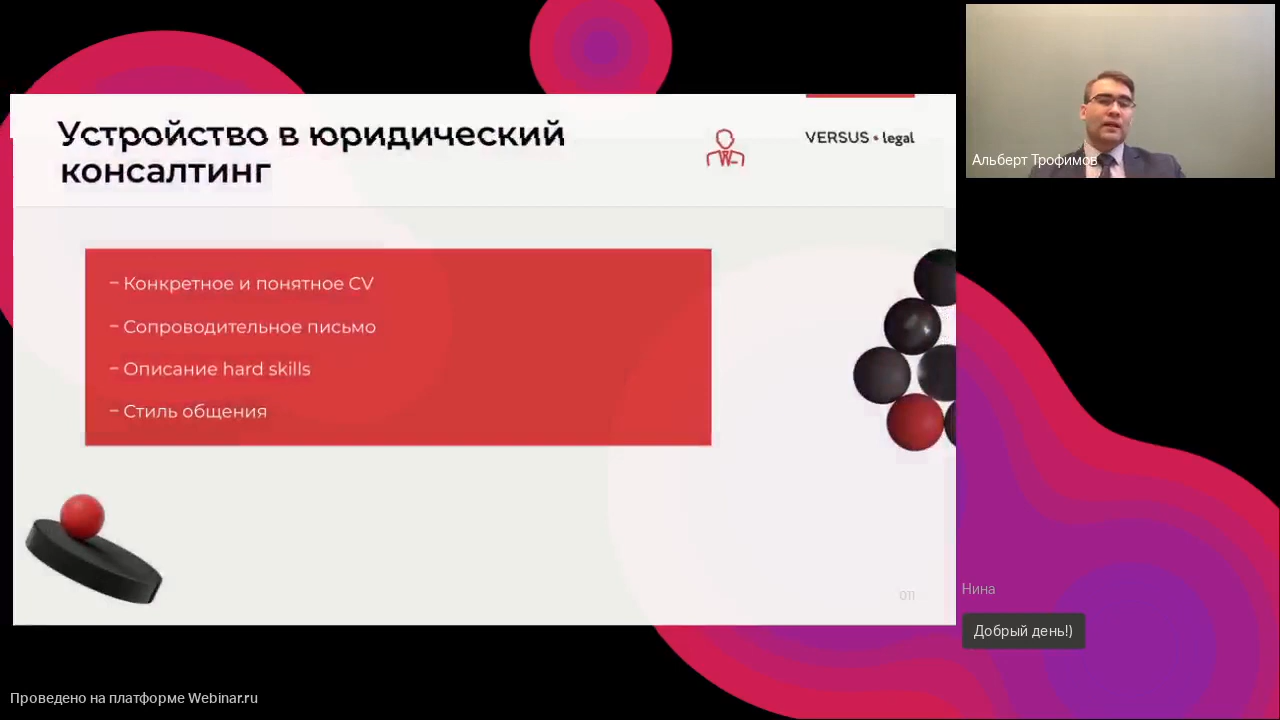 Устройство в юридический
консалтинг
VERSUS • legal
– Конкретное и понятное CV
– Сопроводительное письмо
– Описание hard skills
– Стиль общения
011
Альберт Трофимов
Нина
Добрый день!)
Проведено на платформе Webinar.ru